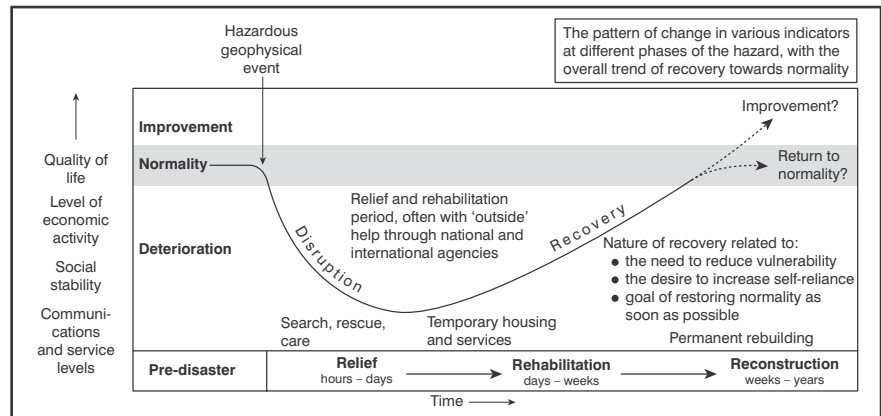 Hazardous
geophysical
event
The pattern of change in various indicators
at different phases of the hazard, with the
overall trend of recovery towards normality
Quality of
life
Level of
economic
activity
Social
stability
Communi-
cations
and service
levels
Improvement
Normality
Deterioration
Improvement?
Return to
normality?
Disruption
Relief and rehabilitation
period, often with ‘outside’
help through national and
international agencies
Recovery
Nature of recovery related to:
● the need to reduce vulnerability
● the desire to increase self-reliance
● goal of restoring normality as
soon as possible
Search, rescue,
care
Temporary housing
and services
Permanent rebuilding
Pre-disaster
Relief
hours – days
Rehabilitation
days – weeks
Reconstruction
weeks – years
Time